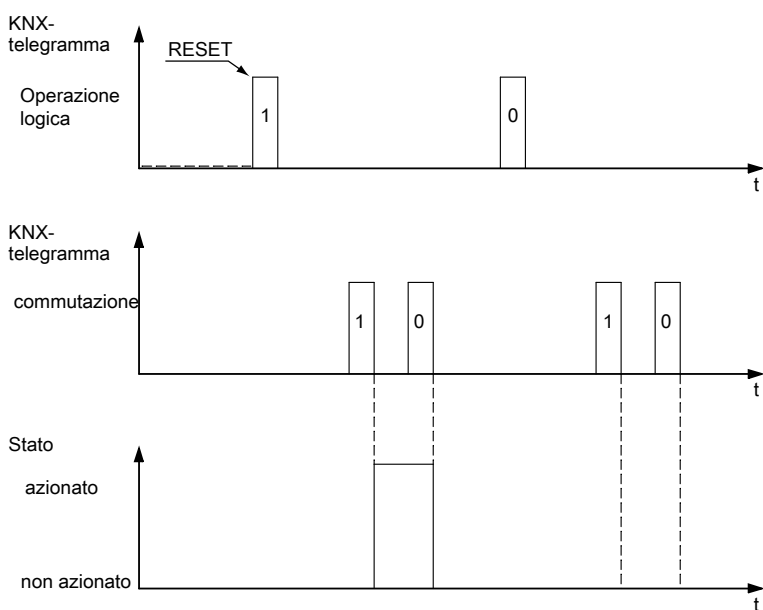 KNX-
telegramma
RESET
Operazione
logica
1
0
t
KNX-
telegramma
commutazione
1
0
1
0
t
Stato
azionato
non azionato
t